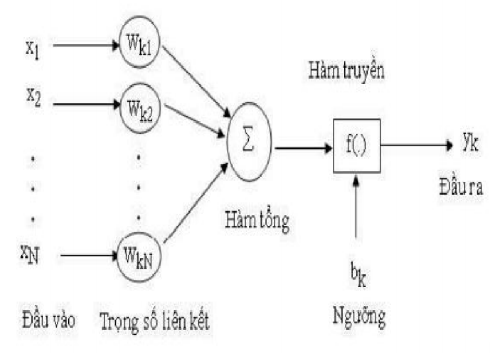 x1
Wk1
x2
Wk2
Hàm truyền
Σ
f(.)
yk
Đầu ra
Hàm tổng
xN
WkN
bk
Đầu vào
Trọng số liên kết
Ngưỡng